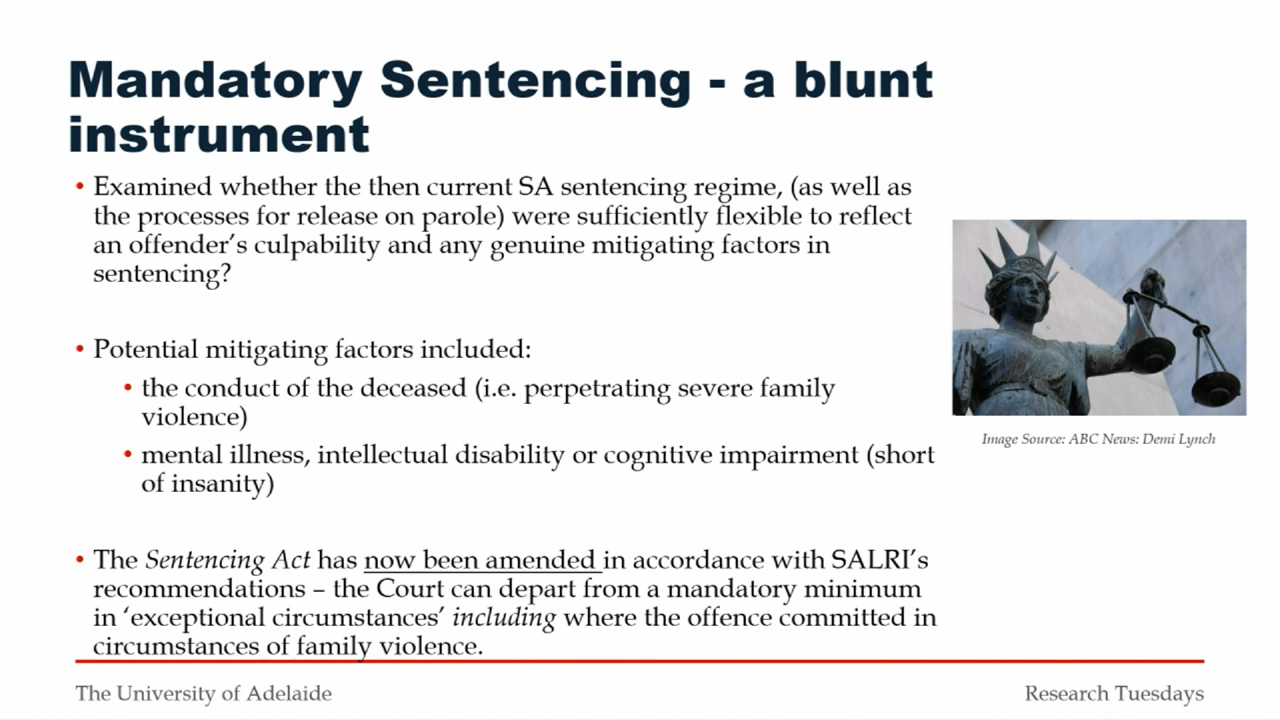 Mandatory Sentencing - a blunt
instrument
• Examined whether the then current SA sentencing regime, (as well as
the processes for release on parole) were sufficiently flexible to reflect
an offender’s culpability and any genuine mitigating factors in
sentencing?
• Potential mitigating factors included:
• the conduct of the deceased (i.e. perpetrating severe family
violence)
• mental illness, intellectual disability or cognitive impairment (short
of insanity)
• The Sentencing Act has now been amended in accordance with SALRI’s
recommendations – the Court can depart from a mandatory minimum
in ‘exceptional circumstances’ including where the offence committed in
circumstances of family violence.
Image Source: ABC News: Demi Lynch
The University of Adelaide
Research Tuesdays